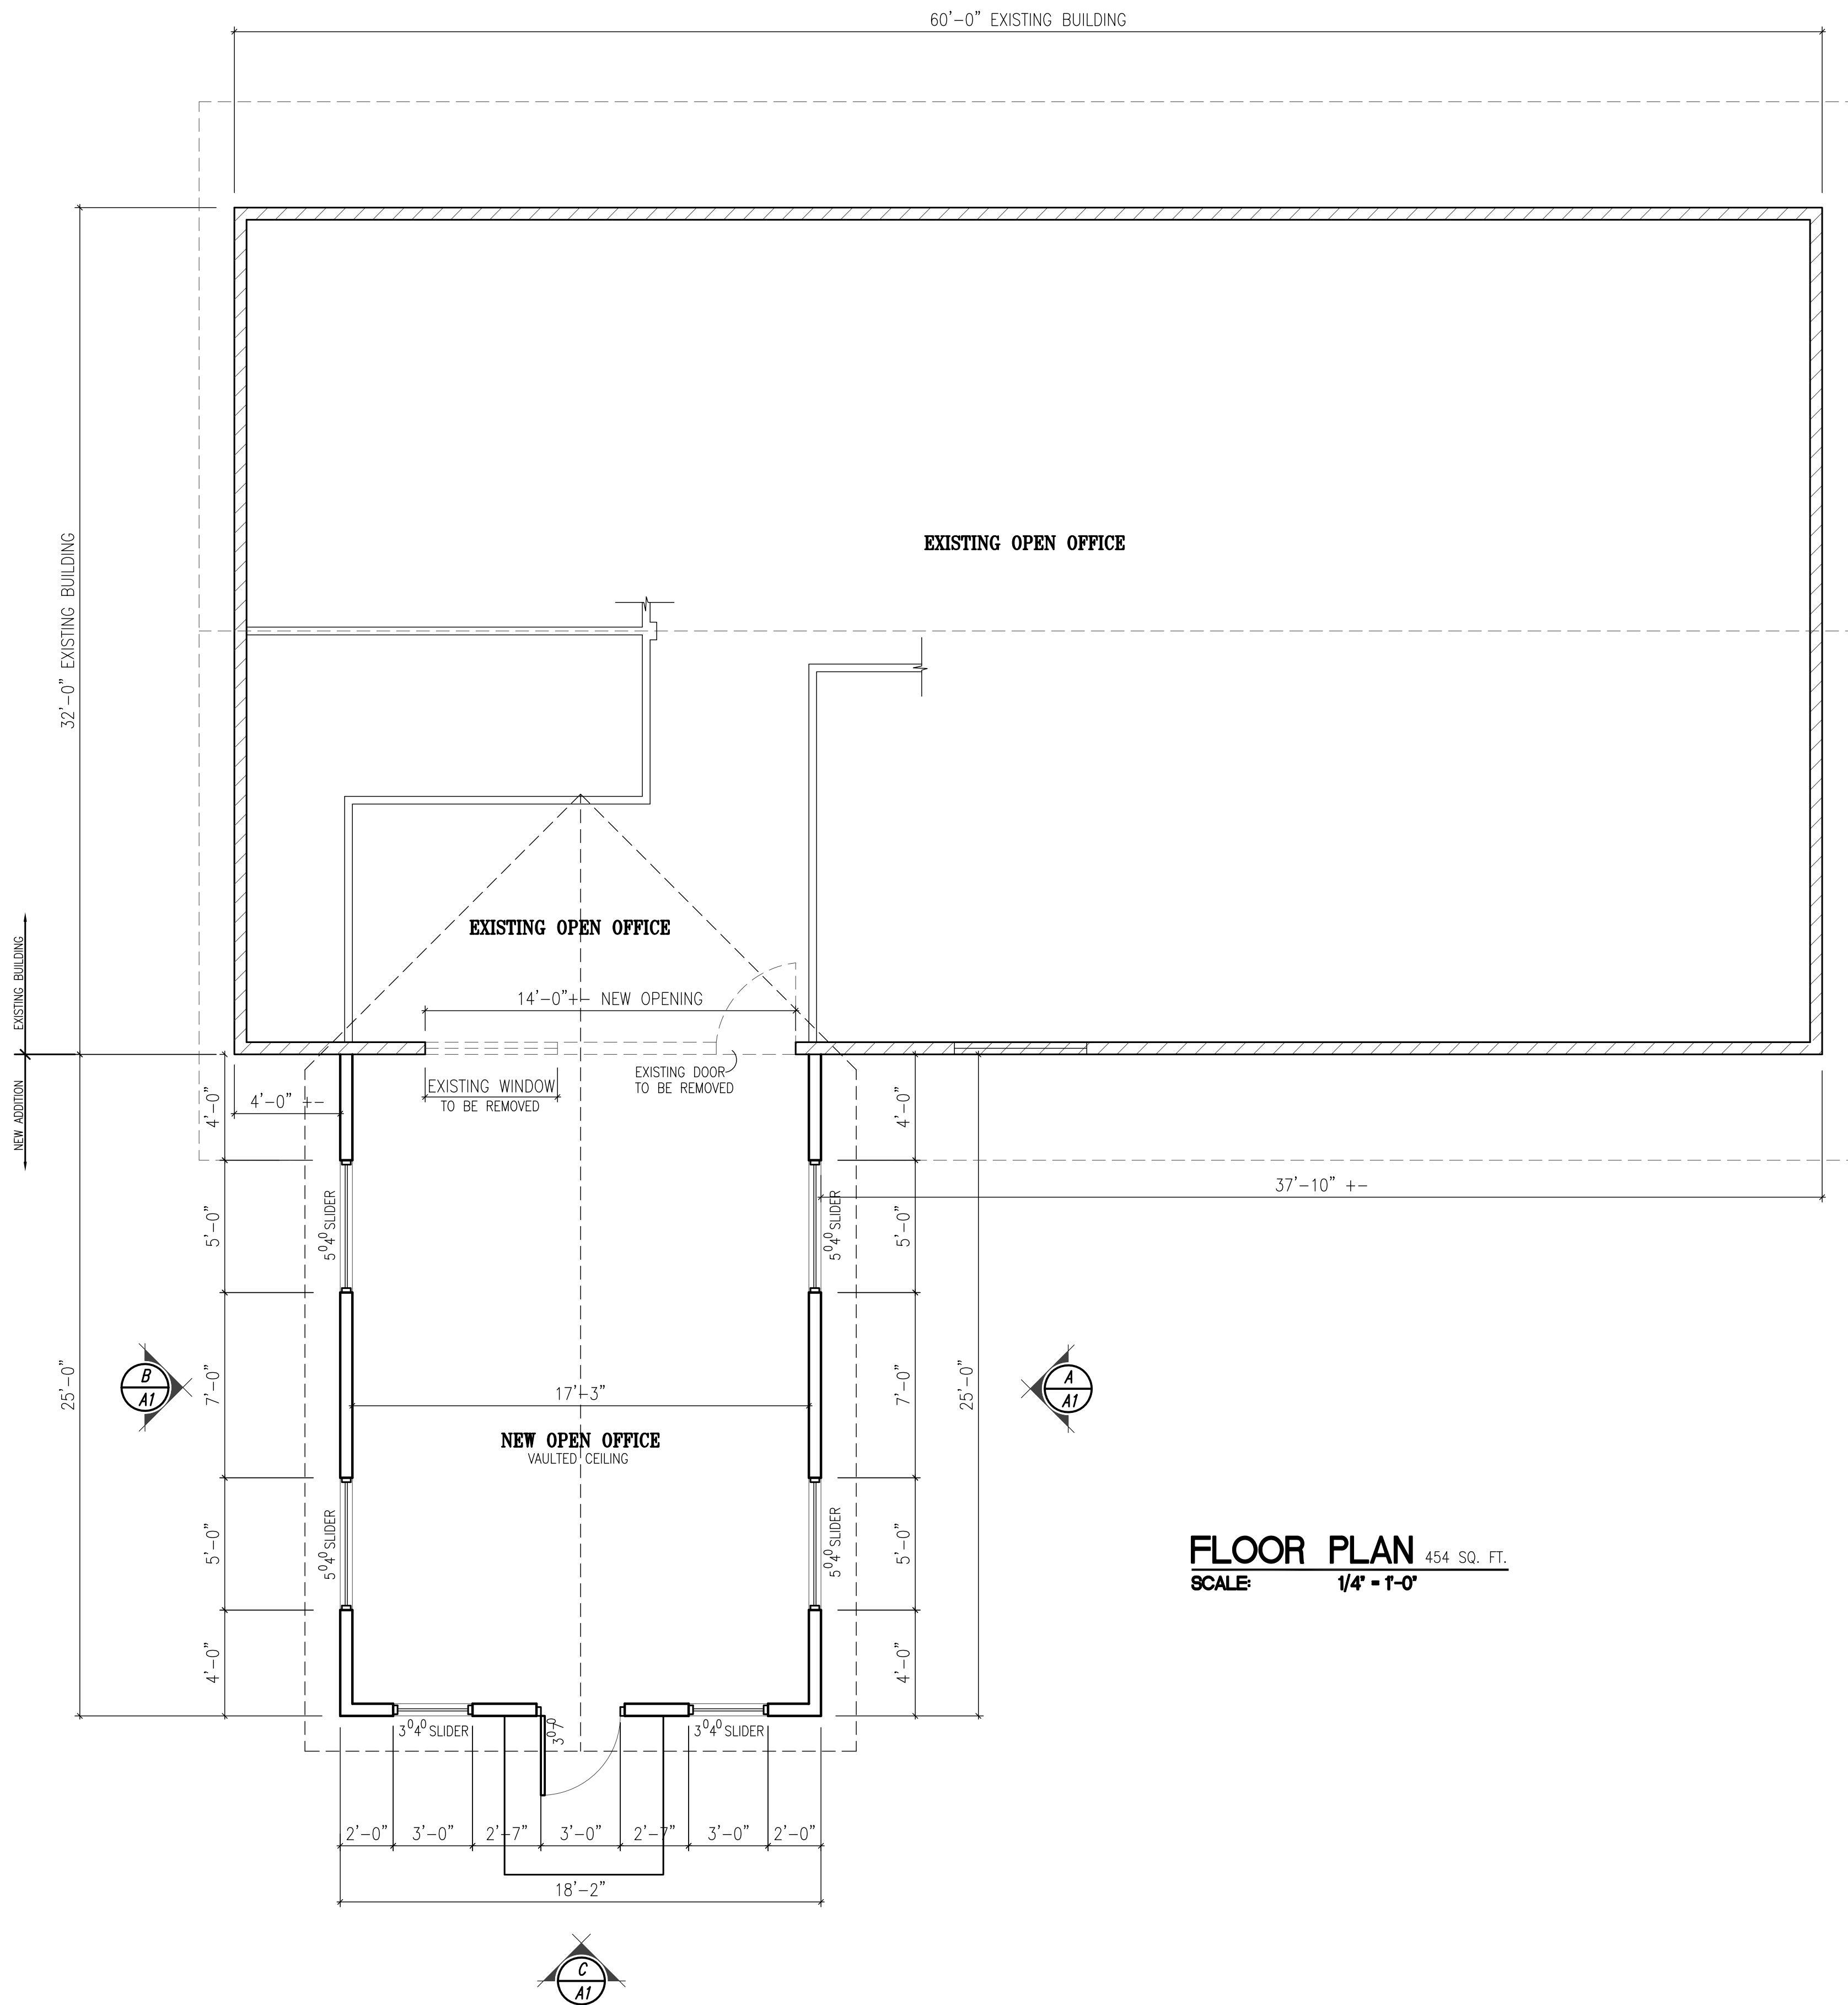 60'-0" EXISTING BUILDING
32'-0" EXISTING BUILDING
EXISTING OPEN OFFICE
EXISTING OPEN OFFICE
14'-0"+- NEW OPENING
EXISTING BUILDING
NEW ADDITION
EXISTING WINDOW
TO BE REMOVED
EXISTING DOOR
TO BE REMOVED
4'-0" +-
4'-0"
4'-0"
37'-10" +-
5'-0"
5⁰4⁰ SLIDER
5⁰4⁰ SLIDER
5'-0"
25'-0"
B
A1
7'-0"
17'-3"
7'-0"
25'-0"
A
A1
NEW OPEN OFFICE
VAULTED CEILING
5'-0"
5⁰4⁰ SLIDER
5⁰4⁰ SLIDER
5'-0"
FLOOR PLAN 454 SQ. FT.
SCALE: 1/4" = 1'-0"
4'-0"
4'-0"
3⁰4⁰ SLIDER
3⁰7⁰
3⁰4⁰ SLIDER
2'-0" 3'-0" 2'-7" 3'-0" 2'-7" 3'-0" 2'-0"
18'-2"
C
A1